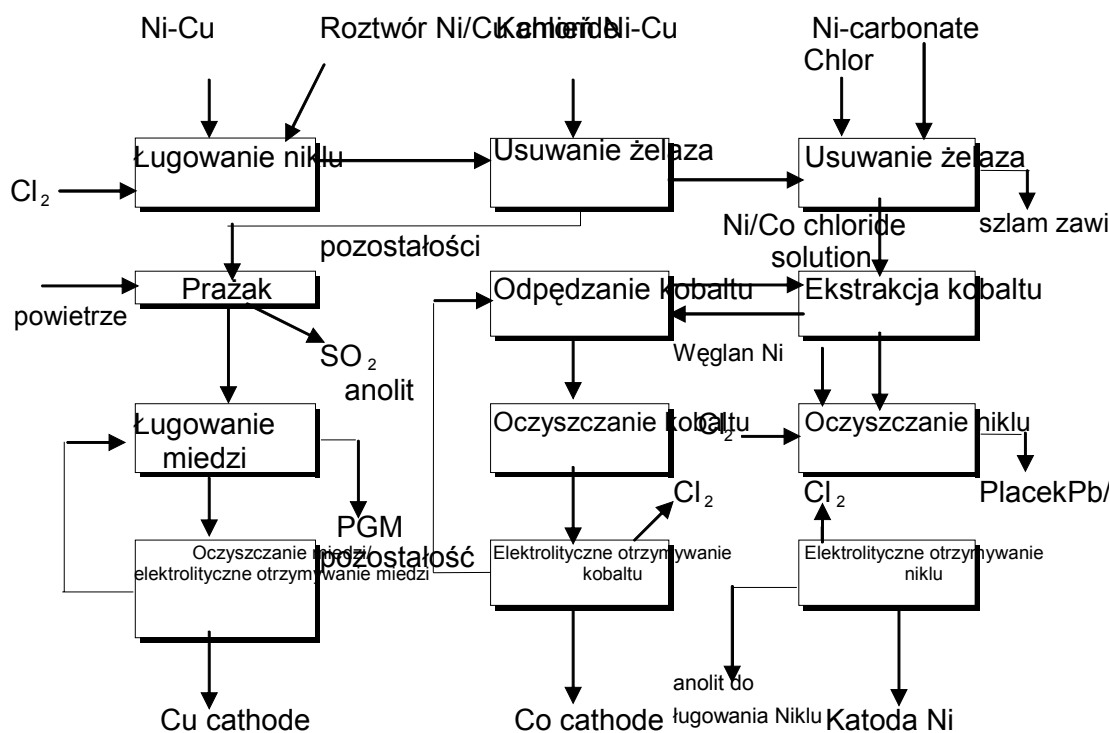 Ni-Cu
Roztwór Ni/Cu chloride
Kamień Ni-Cu
Ni-carbonate
Chlor
Ługowanie niklu
Usuwanie żelaza
Usuwanie żelaza
Cl2
szlam zawi
pozostałości
Ni/Co chloride
solution
Prażak
Odpędzanie kobaltu
Ekstrakcja kobaltu
powietrze
SO2
anolit
Węglan Ni
Ługowanie
miedzi
Oczyszczanie kobaltu
Cl2
Oczyszczanie niklu
Cl2
Cl2
PlacekPb/
PGM
pozostałość
Oczyszczanie miedzi/
elektrolityczne otrzymywanie miedzi
Elektrolityczne otrzymywanie
kobaltu
Elektrolityczne otrzymywanie
niklu
anolit do
ługowania Niklu
Cu cathode
Co cathode
Katoda Ni